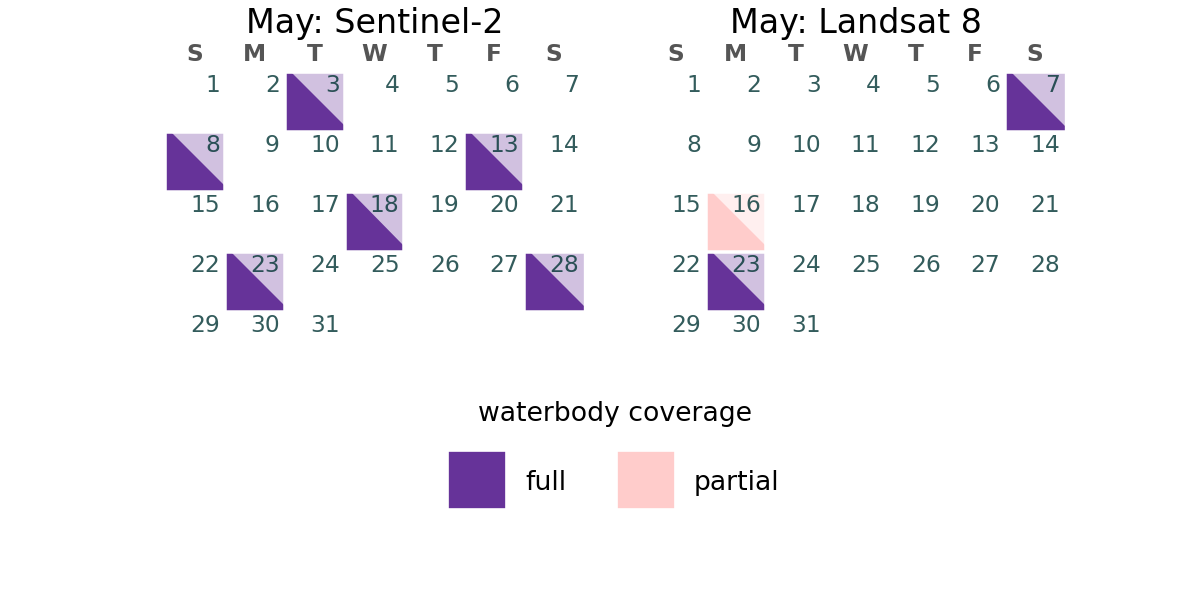 May: Sentinel-2
S M T W T F S
1 2 3 4 5 6 7
8 9 10 11 12 13 14
15 16 17 18 19 20 21
22 23 24 25 26 27 28
29 30 31
May: Landsat 8
S M T W T F S
1 2 3 4 5 6 7
8 9 10 11 12 13 14
15 16 17 18 19 20 21
22 23 24 25 26 27 28
29 30 31
waterbody coverage
full partial